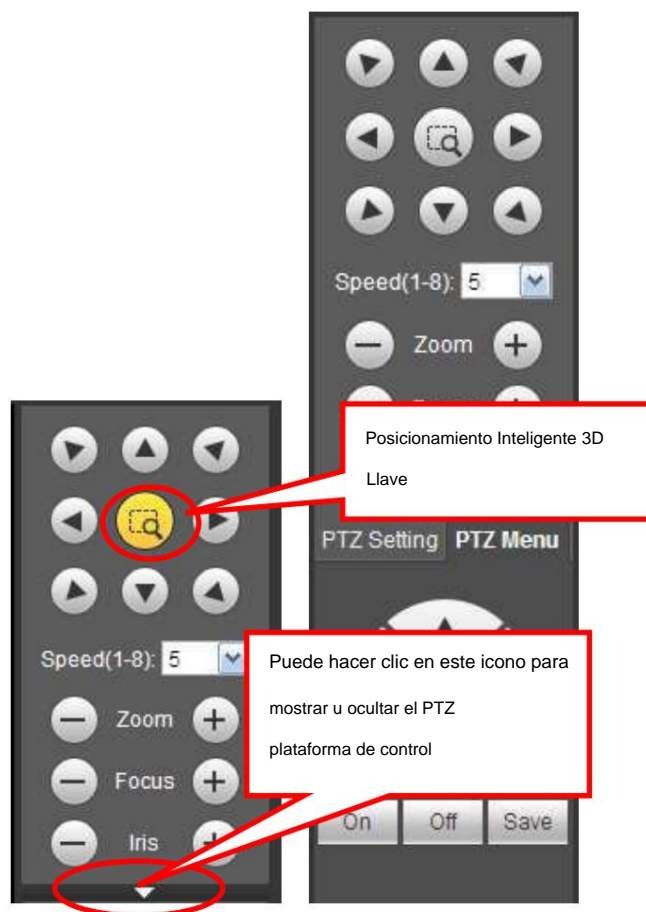 Speed(1-8): 5
Zoom
Posicionamiento Inteligente 3D
Llave
PTZ Setting PTZ Menu
Speed(1-8): 5
Zoom
Focus
Iris
Puede hacer clic en este icono para
mostrar u ocultar el PTZ
plataforma de control
On Off Save